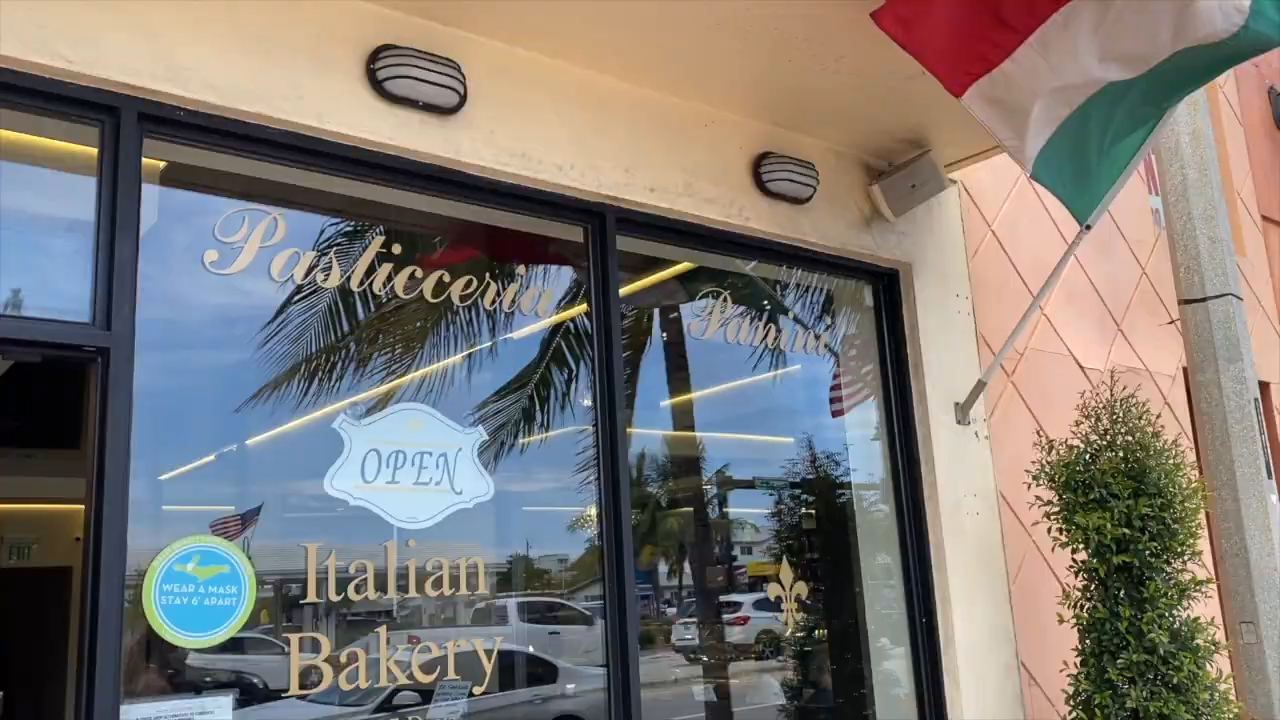 Pasticceria
Panini
OPEN
Italian
Bakery
WEAR A MASK
STAY 6' APART
EXIT